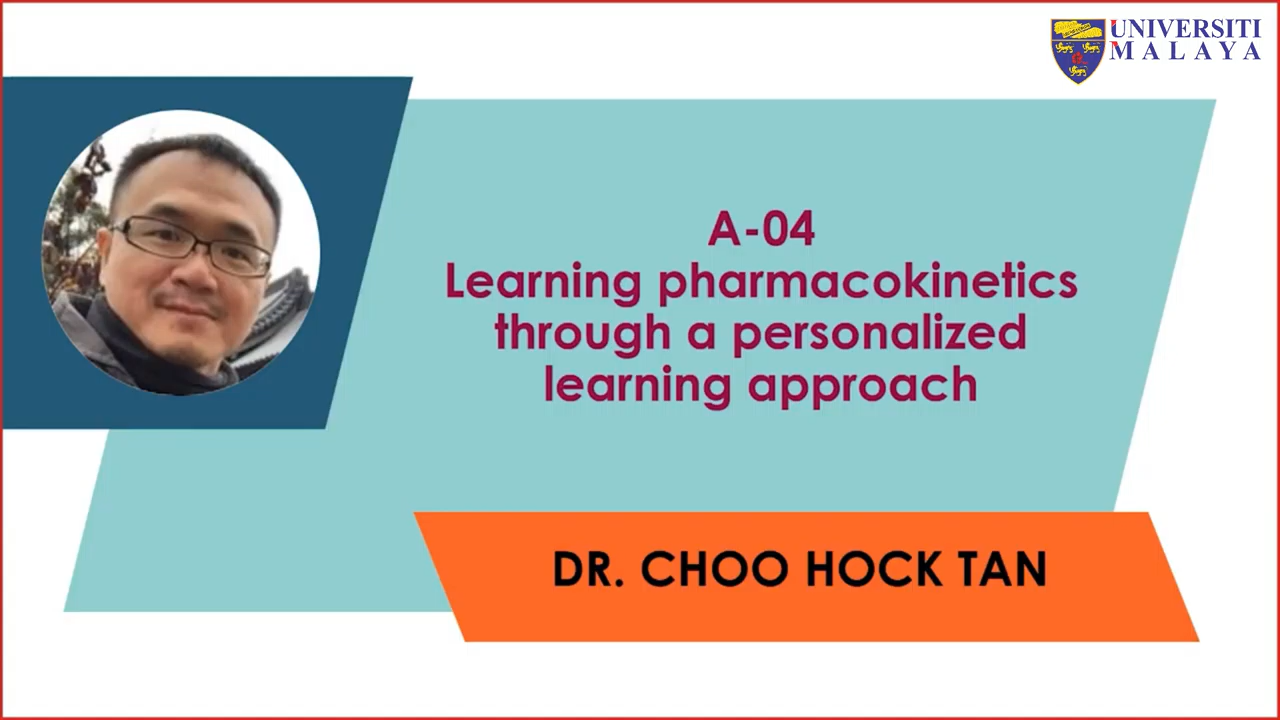 UNIVERSITI
MALAYA
A-04
Learning pharmacokinetics
through a personalized
learning approach
DR. CHOO HOCK TAN